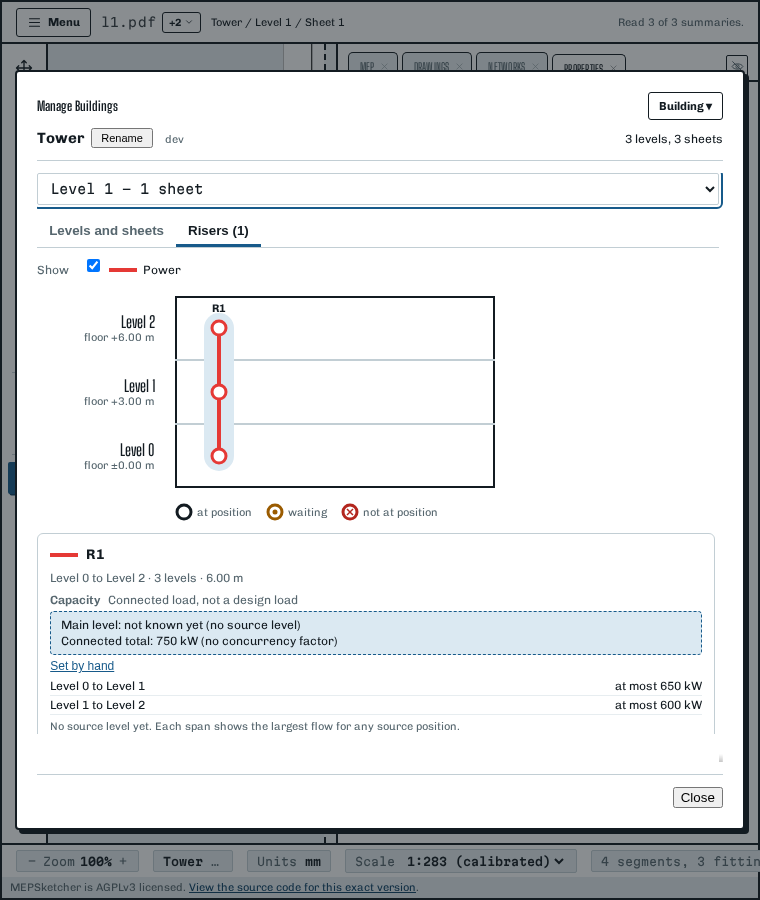 Menu l1.pdf +2 Tower / Level 1 / Sheet 1 Read 3 of 3 summaries.
MEP × DRAWINGS × NETWORKS × PROPERTIES
Manage Buildings Building ▾
Tower Rename dev 3 levels, 3 sheets
Level 1 — 1 sheet
Levels and sheets Risers (1)
Show Power
R1
Level 2
floor +6.00 m
Level 1
floor +3.00 m
Level 0
floor ±0.00 m
at position waiting not at position
R1
Level 0 to Level 2 · 3 levels · 6.00 m
Capacity Connected load, not a design load
Main level: not known yet (no source level)
Connected total: 750 kW (no concurrency factor)
Set by hand
Level 0 to Level 1 at most 650 kW
Level 1 to Level 2 at most 600 kW
No source level yet. Each span shows the largest flow for any source position.
Close
− Zoom 100% + Tower … Units mm Scale 1:283 (calibrated) 4 segments, 3 fittin
MEPSketcher is AGPLv3 licensed. View the source code for this exact version.